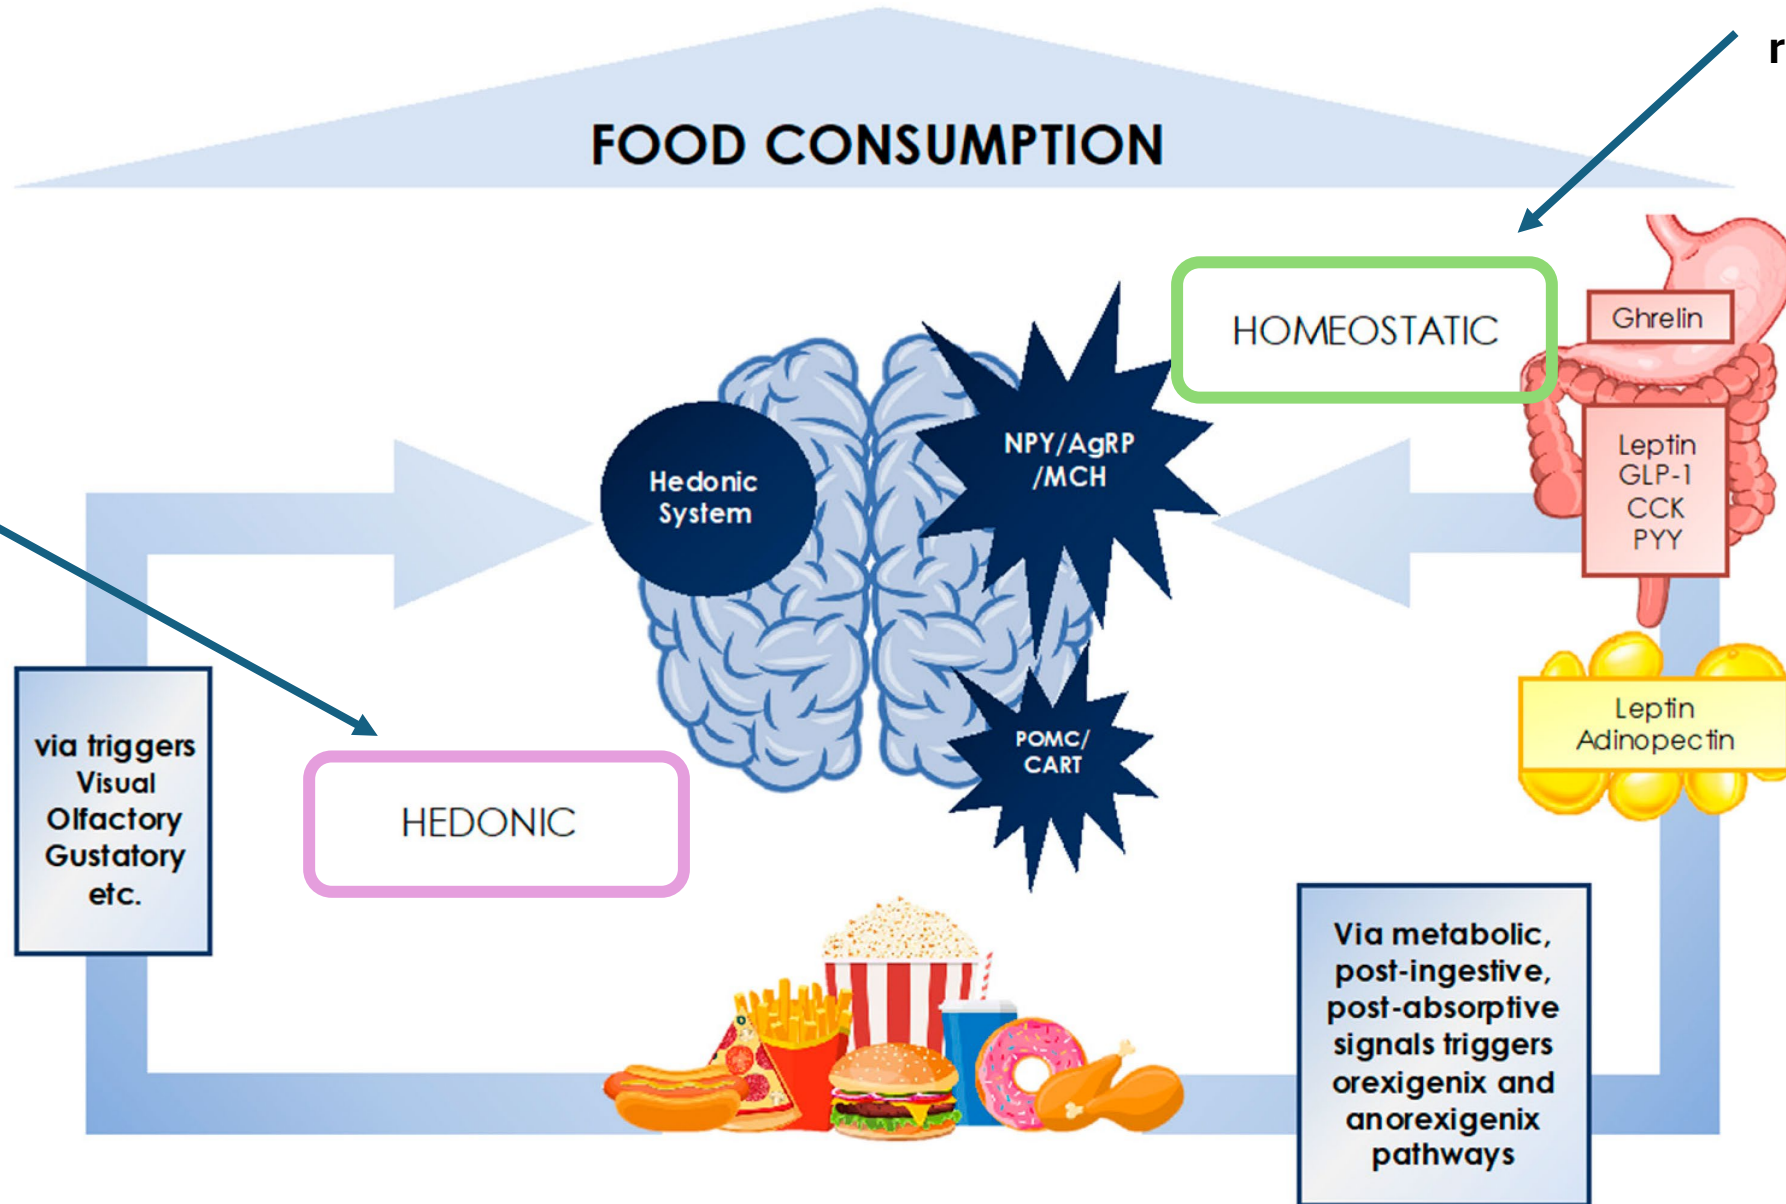 r
FOOD CONSUMPTION
HOMEOSTATIC
Ghrelin
Leptin
GLP-1
CCK
PYY
NPY/AgRP
/MCH
Hedonic
System
Leptin
Adinopectin
POMC/
CART
via triggers
Visual
Olfactory
Gustatory
etc.
HEDONIC
Via metabolic,
post-ingestive,
post-absorptive
signals triggers
orexigenix and
anorexigenix
pathways